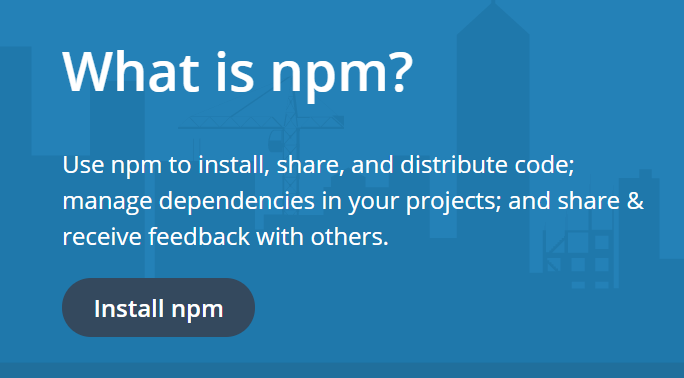 What is npm?
Use npm to install, share, and distribute code;
manage dependencies in your projects; and share &
receive feedback with others.
Install npm